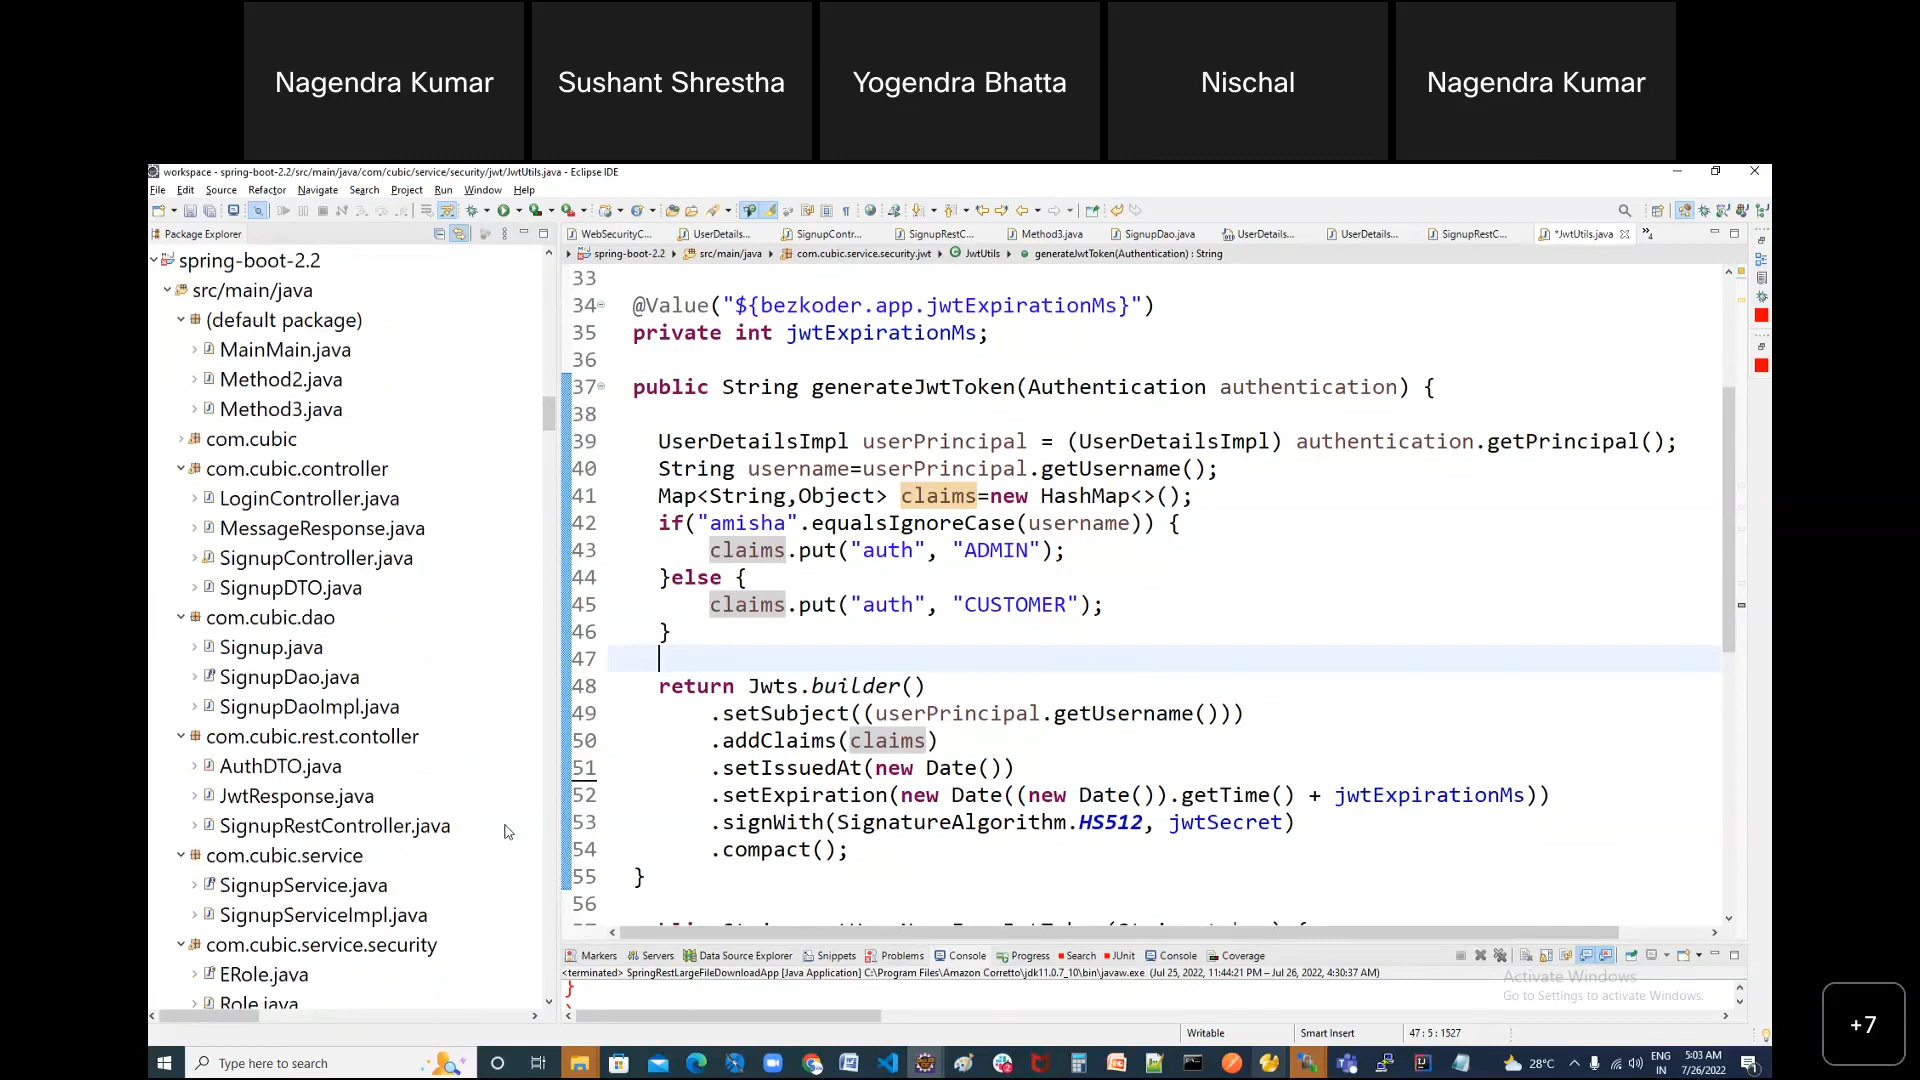 Nagendra Kumar
Sushant Shrestha
Yogendra Bhatta
Nischal
Nagendra Kumar
workspace - spring-boot-2.2/src/main/java/com/cubic/service/security/jwt/JwtUtils.java - Eclipse IDE
File Edit Source Refactor Navigate Search Project Run Window Help
Package Explorer
WebSecurityC... UserDetails... SignupContr... SignupRestC... Method3.java SignupDao.java UserDetails... UserDetails... SignupRestC... *JwtUtils.java »4
spring-boot-2.2 src/main/java com.cubic.service.security.jwt JwtUtils generateJwtToken(Authentication) : String
spring-boot-2.2
src/main/java
(default package)
MainMain.java
Method2.java
Method3.java
com.cubic
com.cubic.controller
LoginController.java
MessageResponse.java
SignupController.java
SignupDTO.java
com.cubic.dao
Signup.java
SignupDao.java
SignupDaoImpl.java
com.cubic.rest.contoller
AuthDTO.java
JwtResponse.java
SignupRestController.java
com.cubic.service
SignupService.java
SignupServiceImpl.java
com.cubic.service.security
ERole.java
Role.java
33
34 @Value("${bezkoder.app.jwtExpirationMs}")
35 private int jwtExpirationMs;
36
37 public String generateJwtToken(Authentication authentication) {
38
39 UserDetailsImpl userPrincipal = (UserDetailsImpl) authentication.getPrincipal();
40 String username=userPrincipal.getUsername();
41 Map<String,Object> claims=new HashMap<>();
42 if("amisha".equalsIgnoreCase(username)) {
43 claims.put("auth", "ADMIN");
44 }else {
45 claims.put("auth", "CUSTOMER");
46 }
47
48 return Jwts.builder()
49 .setSubject((userPrincipal.getUsername()))
50 .addClaims(claims)
51 .setIssuedAt(new Date())
52 .setExpiration(new Date((new Date()).getTime() + jwtExpirationMs))
53 .signWith(SignatureAlgorithm.HS512, jwtSecret)
54 .compact();
55 }
56
Markers Servers Data Source Explorer Snippets Problems Console Progress Search JUnit Console Coverage
<terminated> SpringRestLargeFileDownloadApp [Java Application] C:\Program Files\Amazon Corretto\jdk11.0.7_10\bin\javaw.exe (Jul 25, 2022, 11:44:21 PM – Jul 26, 2022, 4:30:37 AM)
}
Activate Windows
Go to Settings to activate Windows.
Writable Smart Insert 47 : 5 : 1527
+7
Type here to search
28°C
ENG
IN
5:03 AM
7/26/2022